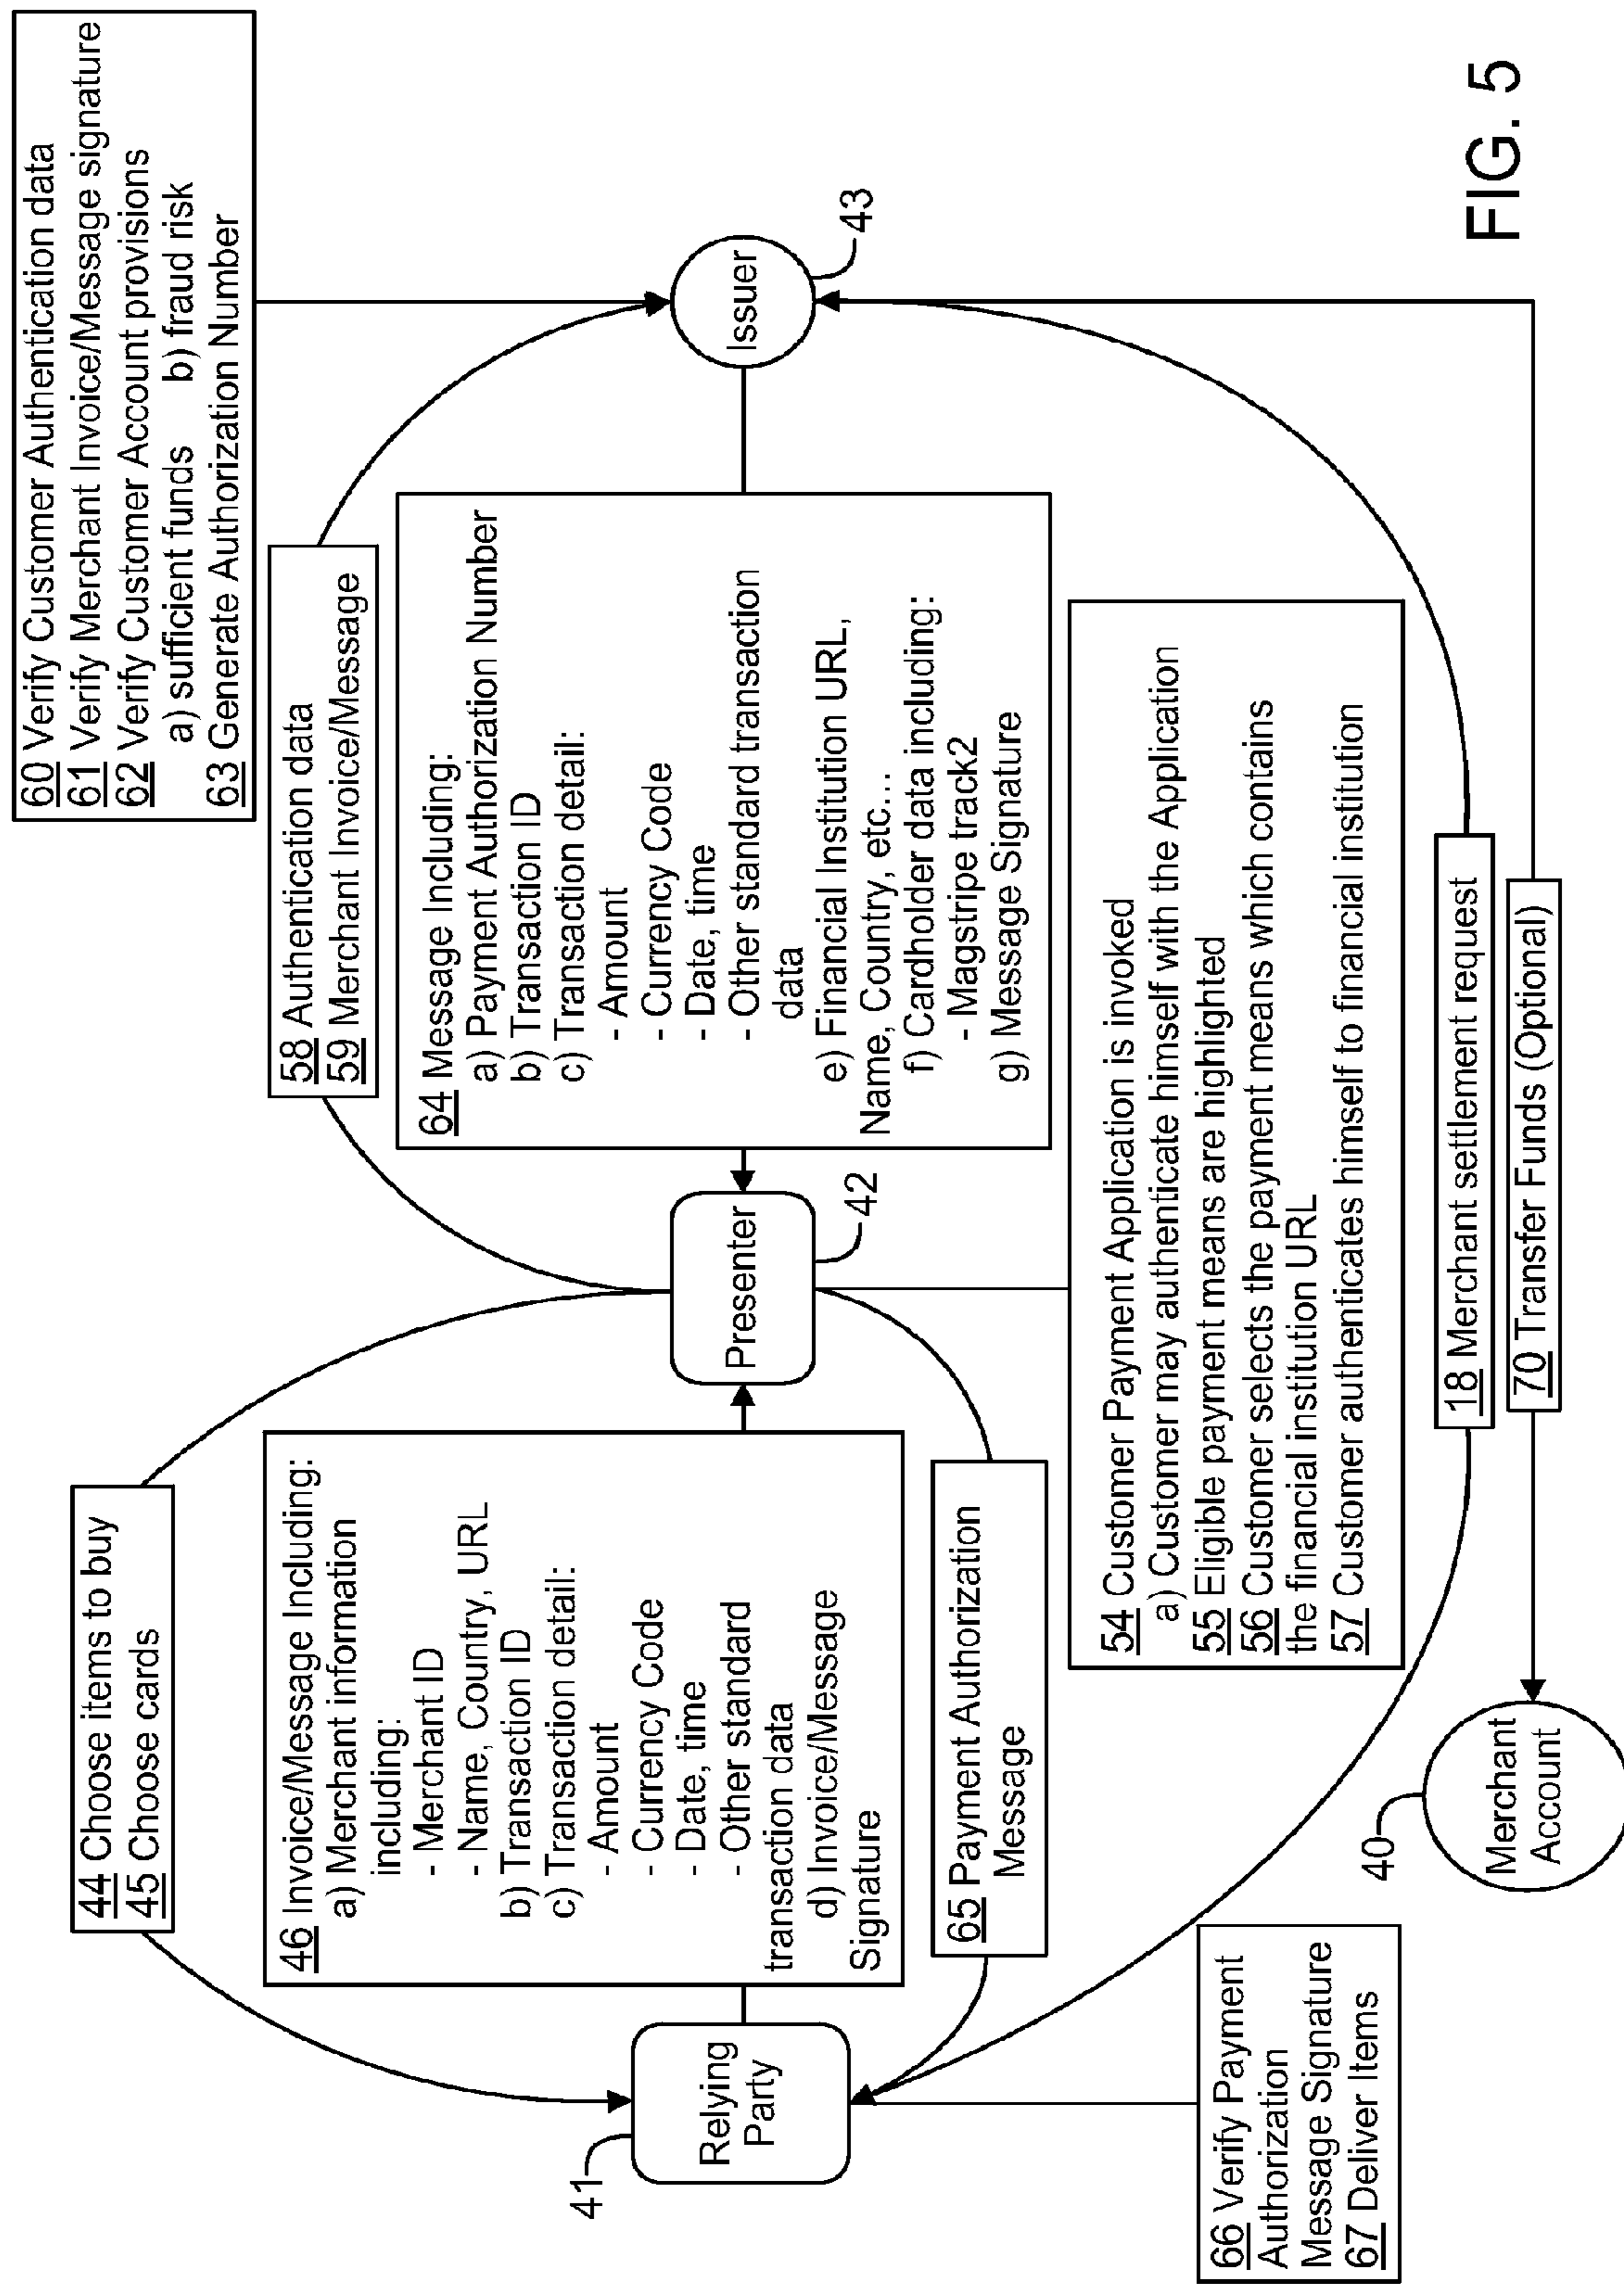 44 Choose items to buy
45 Choose cards
60 Verify Customer Authentication data
61 Verify Merchant Invoice/Message signature
62 Verify Customer Account provisions
a) sufficient funds b) fraud risk
63 Generate Authorization Number
58 Authentication data
59 Merchant Invoice/Message
46 Invoice/Message Including:
a) Merchant information
including:
- Merchant ID
- Name, Country, URL
b) Transaction ID
c) Transaction detail:
- Amount
- Currency Code
- Date, time
- Other standard
transaction data
d) Invoice/Message
Signature
64 Message Including:
a) Payment Authorization Number
b) Transaction ID
c) Transaction detail:
- Amount
- Currency Code
- Date, time
- Other standard transaction
data
e) Financial Institution URL,
Name, Country, etc...
f) Cardholder data including:
- Magstripe track2
g) Message Signature
41
Relying
Party
Presenter
42
Issuer
43
65 Payment Authorization
Message
54 Customer Payment Application is invoked
a) Customer may authenticate himself with the Application
55 Eligible payment means are highlighted
56 Customer selects the payment means which contains
the financial institution URL
57 Customer authenticates himself to financial institution
66 Verify Payment
Authorization
Message Signature
67 Deliver Items
40
Merchant
Account
18 Merchant settlement request
70 Transfer Funds (Optional)
FIG. 5